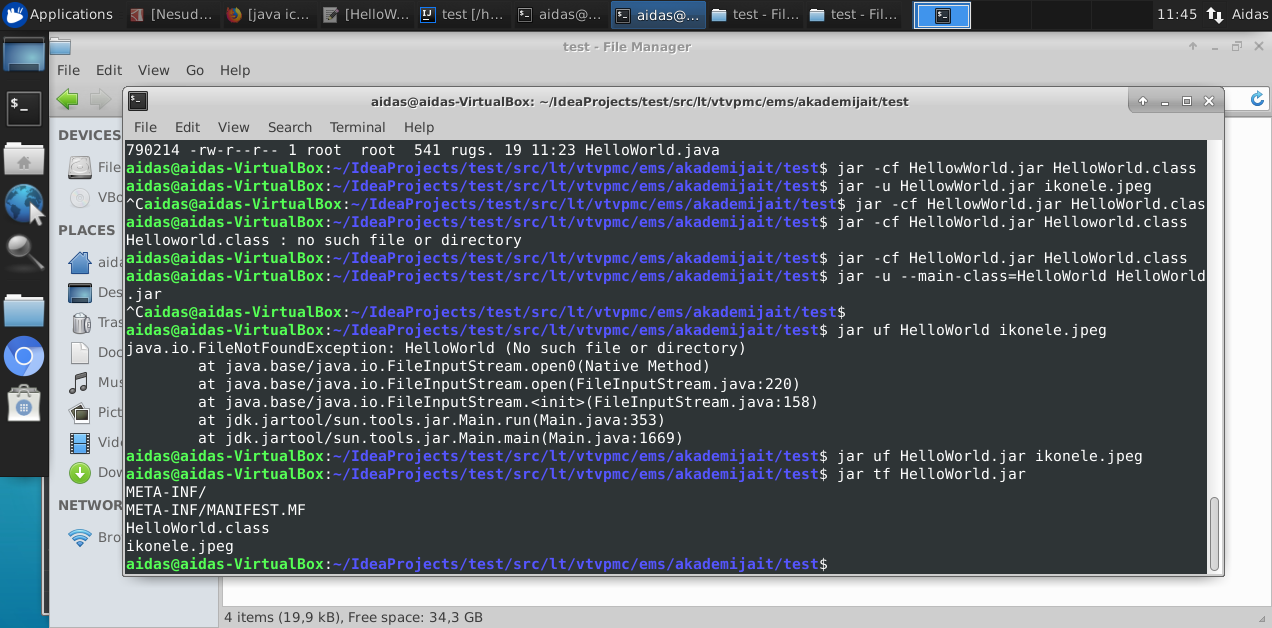 Applications [Nesud... [java ic... [HelloW... test [/h... aidas@... aidas@... test - Fil... test - Fil... 11:45 Aidas
test - File Manager
File Edit View Go Help
aidas@aidas-VirtualBox: ~/IdeaProjects/test/src/lt/vtvpmc/ems/akademijait/test
File Edit View Search Terminal Help
DEVICES
File
VBo
PLACES
aida
Des
Tras
Doc
Mus
Pict
Vide
Dow
NETWOR
Bro
790214 -rw-r--r-- 1 root  root  541 rugs. 19 11:23 HelloWorld.java
aidas@aidas-VirtualBox:~/IdeaProjects/test/src/lt/vtvpmc/ems/akademijait/test$ jar -cf HellowWorld.jar HelloWorld.class
aidas@aidas-VirtualBox:~/IdeaProjects/test/src/lt/vtvpmc/ems/akademijait/test$ jar -u HellowWorld.jar ikonele.jpeg
^Caidas@aidas-VirtualBox:~/IdeaProjects/test/src/lt/vtvpmc/ems/akademijait/test$ jar -cf HellowWorld.jar HelloWorld.clas
aidas@aidas-VirtualBox:~/IdeaProjects/test/src/lt/vtvpmc/ems/akademijait/test$ jar -cf HelloWorld.jar Helloworld.class
Helloworld.class : no such file or directory
aidas@aidas-VirtualBox:~/IdeaProjects/test/src/lt/vtvpmc/ems/akademijait/test$ jar -cf HelloWorld.jar HelloWorld.class
aidas@aidas-VirtualBox:~/IdeaProjects/test/src/lt/vtvpmc/ems/akademijait/test$ jar -u --main-class=HelloWorld HelloWorld
.jar
^Caidas@aidas-VirtualBox:~/IdeaProjects/test/src/lt/vtvpmc/ems/akademijait/test$
aidas@aidas-VirtualBox:~/IdeaProjects/test/src/lt/vtvpmc/ems/akademijait/test$ jar uf HelloWorld ikonele.jpeg
java.io.FileNotFoundException: HelloWorld (No such file or directory)
        at java.base/java.io.FileInputStream.open0(Native Method)
        at java.base/java.io.FileInputStream.open(FileInputStream.java:220)
        at java.base/java.io.FileInputStream.<init>(FileInputStream.java:158)
        at jdk.jartool/sun.tools.jar.Main.run(Main.java:353)
        at jdk.jartool/sun.tools.jar.Main.main(Main.java:1669)
aidas@aidas-VirtualBox:~/IdeaProjects/test/src/lt/vtvpmc/ems/akademijait/test$ jar uf HelloWorld.jar ikonele.jpeg
aidas@aidas-VirtualBox:~/IdeaProjects/test/src/lt/vtvpmc/ems/akademijait/test$ jar tf HelloWorld.jar
META-INF/
META-INF/MANIFEST.MF
HelloWorld.class
ikonele.jpeg
aidas@aidas-VirtualBox:~/IdeaProjects/test/src/lt/vtvpmc/ems/akademijait/test$
4 items (19,9 kB), Free space: 34,3 GB